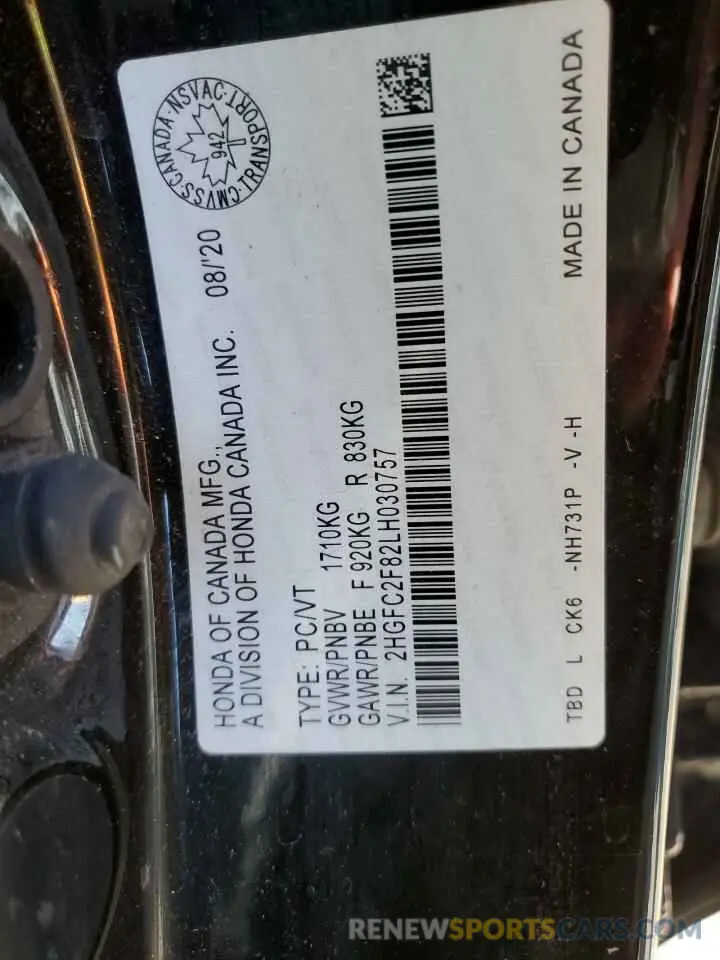 CMVSS·CANADA·NSVAC·TRANSPORT
942
HONDA OF CANADA MFG.,
A DIVISION OF HONDA CANADA INC. 08/'20
TYPE: PC/VT
GVWR/PNBV 1710KG
GAWR/PNBE F 920KG R 830KG
V.I.N. 2HGFC2F82LH030757
TBD L CK6 -NH731P -V -H MADE IN CANADA
RENEWSPORTSCARS.COM